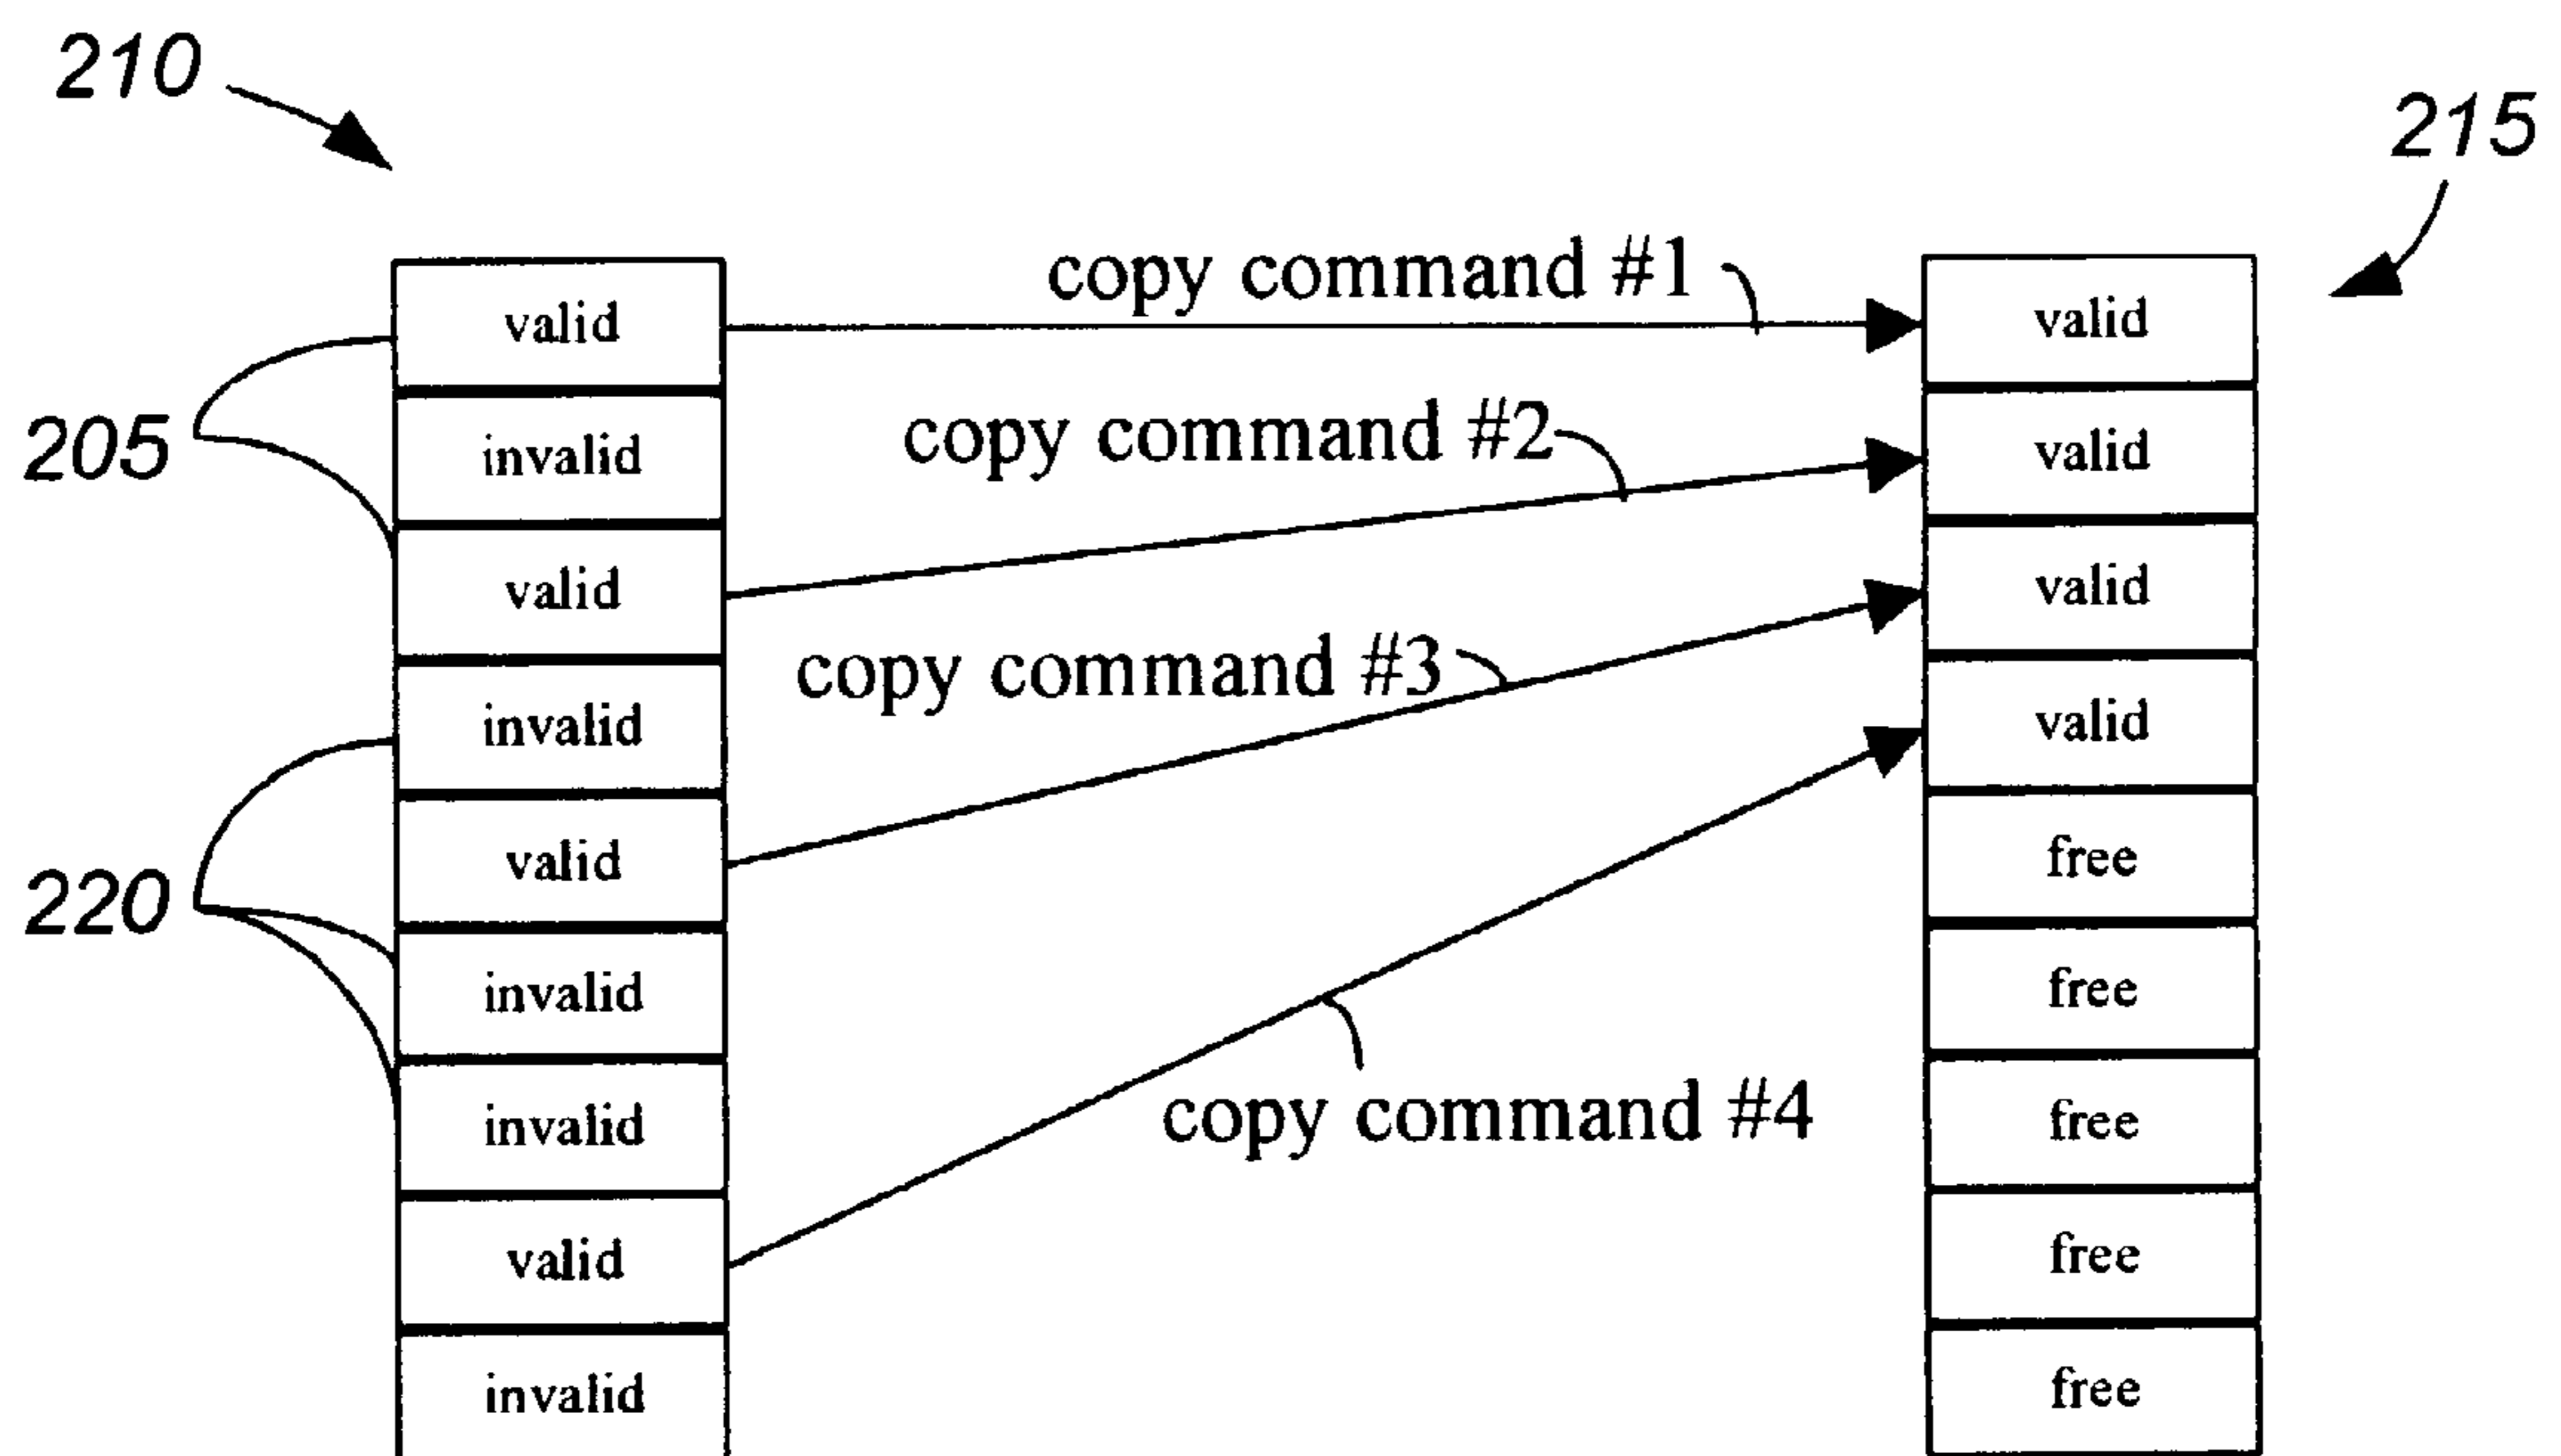 210
215
copy command #1
valid
valid
copy command #2
205
invalid
valid
valid
valid
copy command #3
invalid
valid
valid
free
220
invalid
free
invalid
copy command #4
free
valid
free
invalid
free